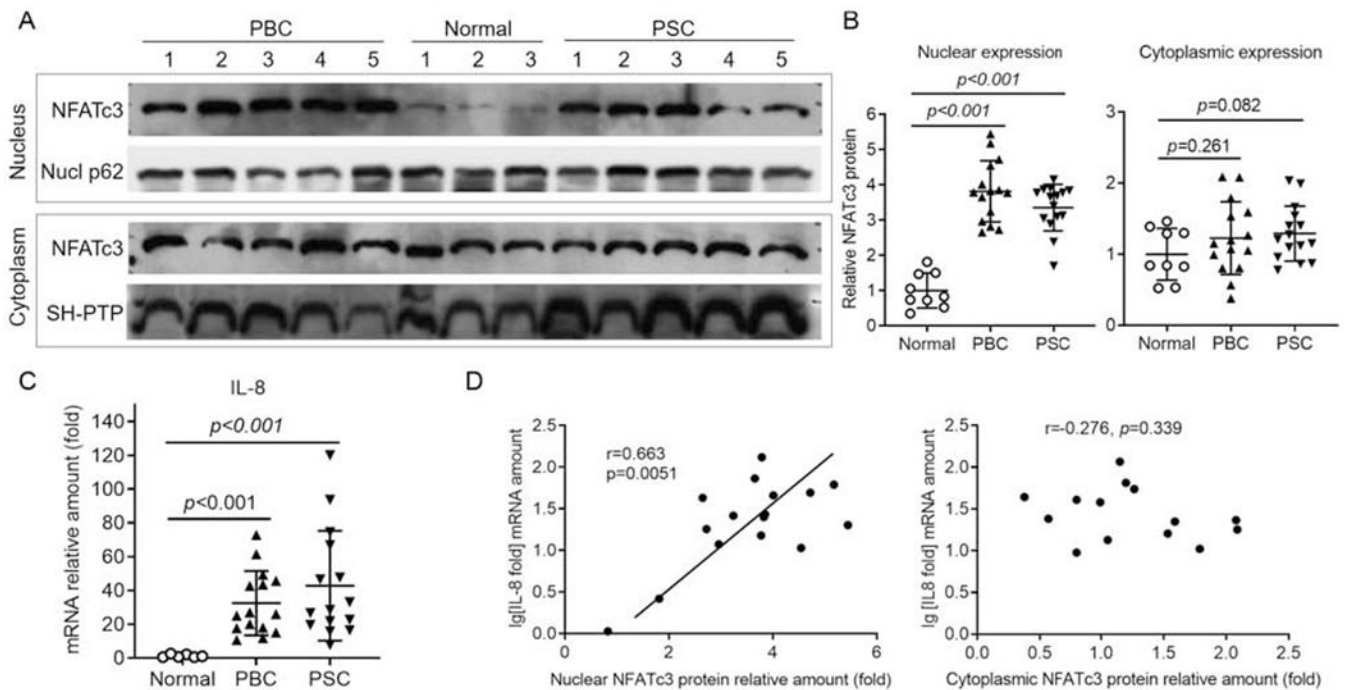 A
PBC Normal PSC
1 2 3 4 5 1 2 3 1 2 3 4 5
Nucleus
NFATc3
Nucl p62
Cytoplasm
NFATc3
SH-PTP
B
Nuclear expression
Relative NFATc3 protein
p<0.001
p<0.001
6
5
4
3
2
1
0
Normal PBC PSC
Cytoplasmic expression
p=0.082
p=0.261
3
2
1
0
Normal PBC PSC
C
IL-8
mRNA relative amount (fold)
p<0.001
p<0.001
140
120
100
80
60
40
20
0
Normal PBC PSC
D
lg[IL-8 fold] mRNA amount
r=0.663
p=0.0051
2.5
2.0
1.5
1.0
0.5
0.0
0 2 4 6
Nuclear NFATc3 protein relative amount (fold)
lg [IL8 fold] mRNA amount
r=-0.276, p=0.339
2.5
2.0
1.5
1.0
0.5
0.0
0.0 0.5 1.0 1.5 2.0 2.5
Cytoplasmic NFATc3 protein relative amount (fold)